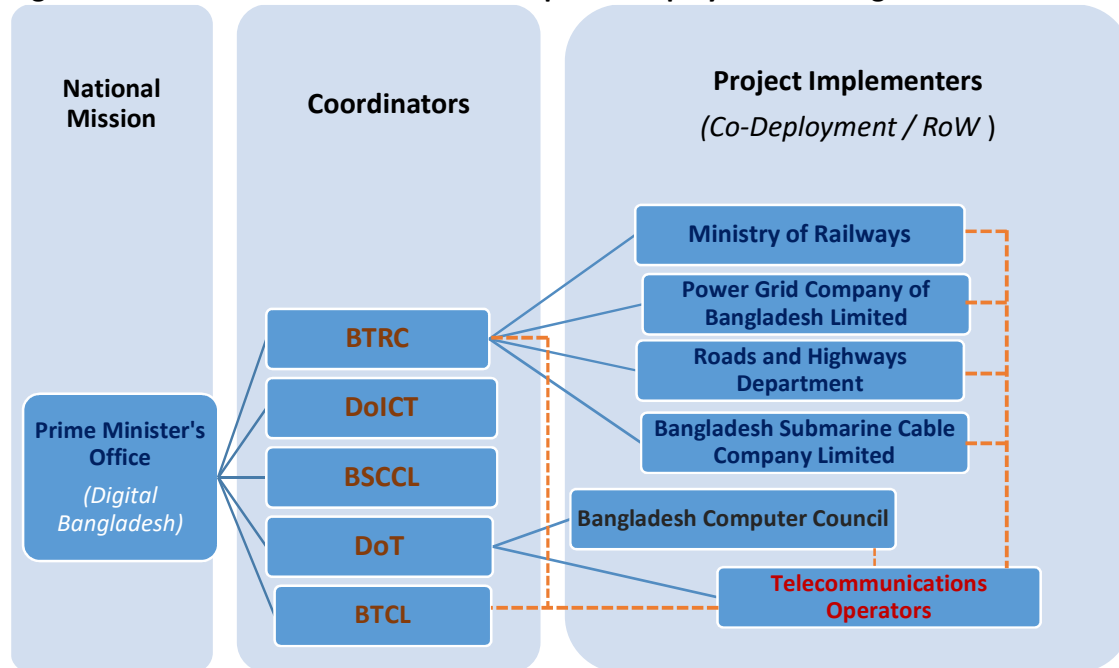 National
Mission
Coordinators
Project Implementers
(Co-Deployment / RoW )
Prime Minister's
Office
(Digital
Bangladesh)
BTRC
DoICT
BSCCL
DoT
BTCL
Ministry of Railways
Power Grid Company of
Bangladesh Limited
Roads and Highways
Department
Bangladesh Submarine Cable
Company Limited
Bangladesh Computer Council
Telecommunications
Operators